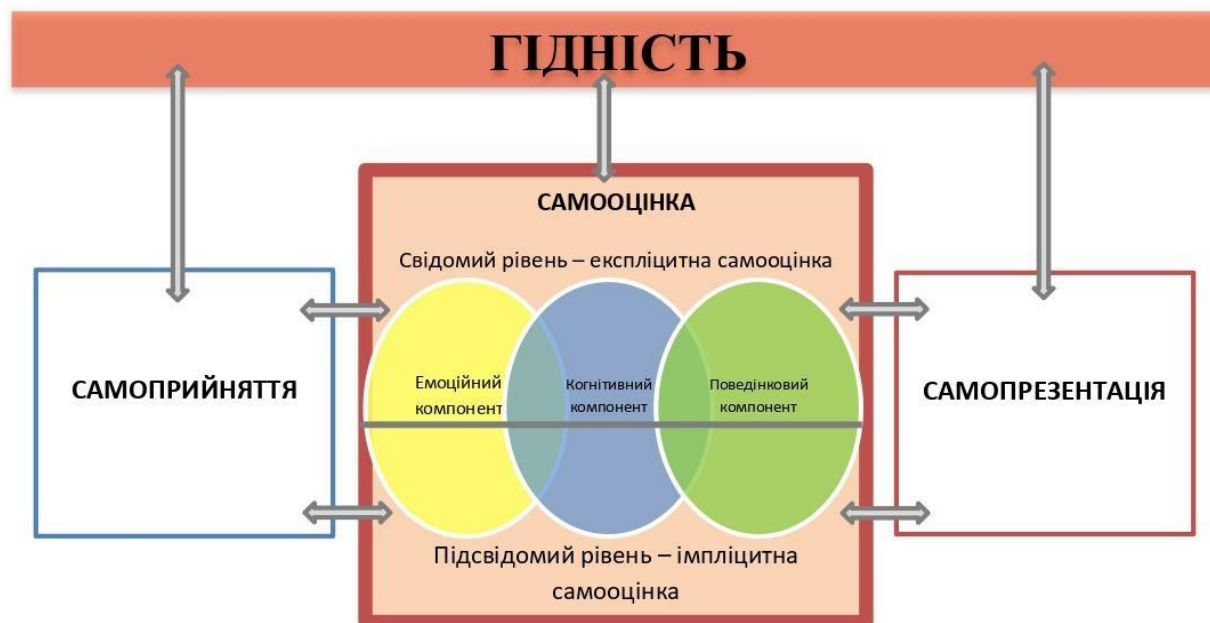 ГІДНІСТЬ
САМООЦІНКА
Свідомий рівень – експліцитна самооцінка
САМОПРИЙНЯТТЯ
Емоційний
компонент
Когнітивний
компонент
Поведінковий
компонент
САМОПРЕЗЕНТАЦІЯ
Підсвідомий рівень – імпліцитна
самооцінка